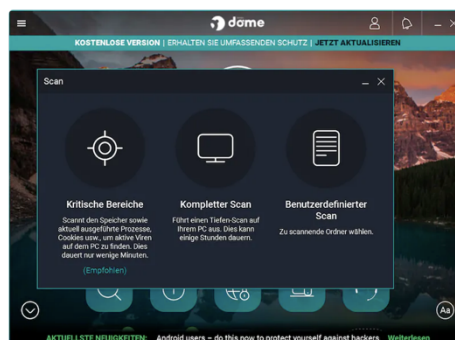 dome
KOSTENLOSE VERSION | ERHALTEN SIE UMFASSENDEN SCHUTZ | JETZT AKTUALISIEREN
Scan
Kritische Bereiche
Scannt den Speicher sowie
aktuell ausgeführte Prozesse,
Cookies usw., um aktive Viren
auf dem PC zu finden. Dies
dauert nur wenige Minuten.
(Empfohlen)
Kompletter Scan
Führt einen Tiefen-Scan auf
Ihrem PC aus. Dies kann
einige Stunden dauern.
Benutzerdefinierter
Scan
Zu scannende Ordner wählen.
Aa
AKTUELLSTE NEUIGKEITEN: Android users – do this now to protect yourself against hackers Weiterlesen